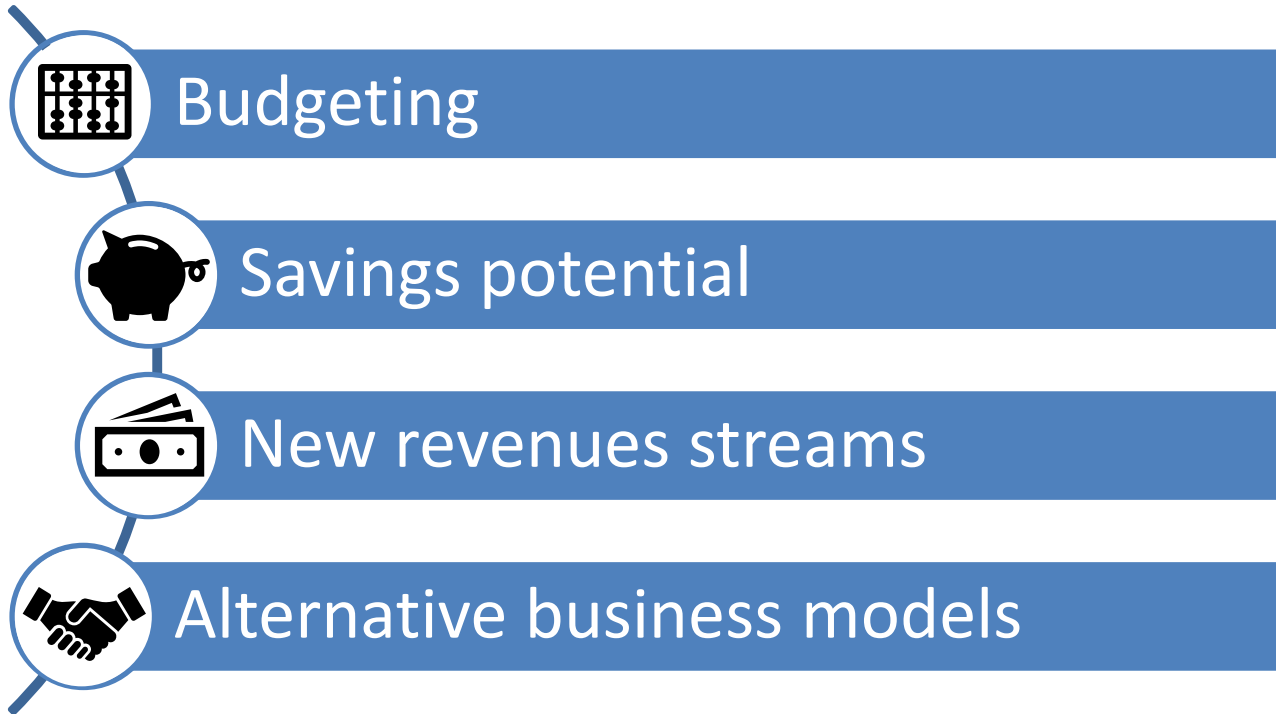 Budgeting
Savings potential
New revenues streams
Alternative business models